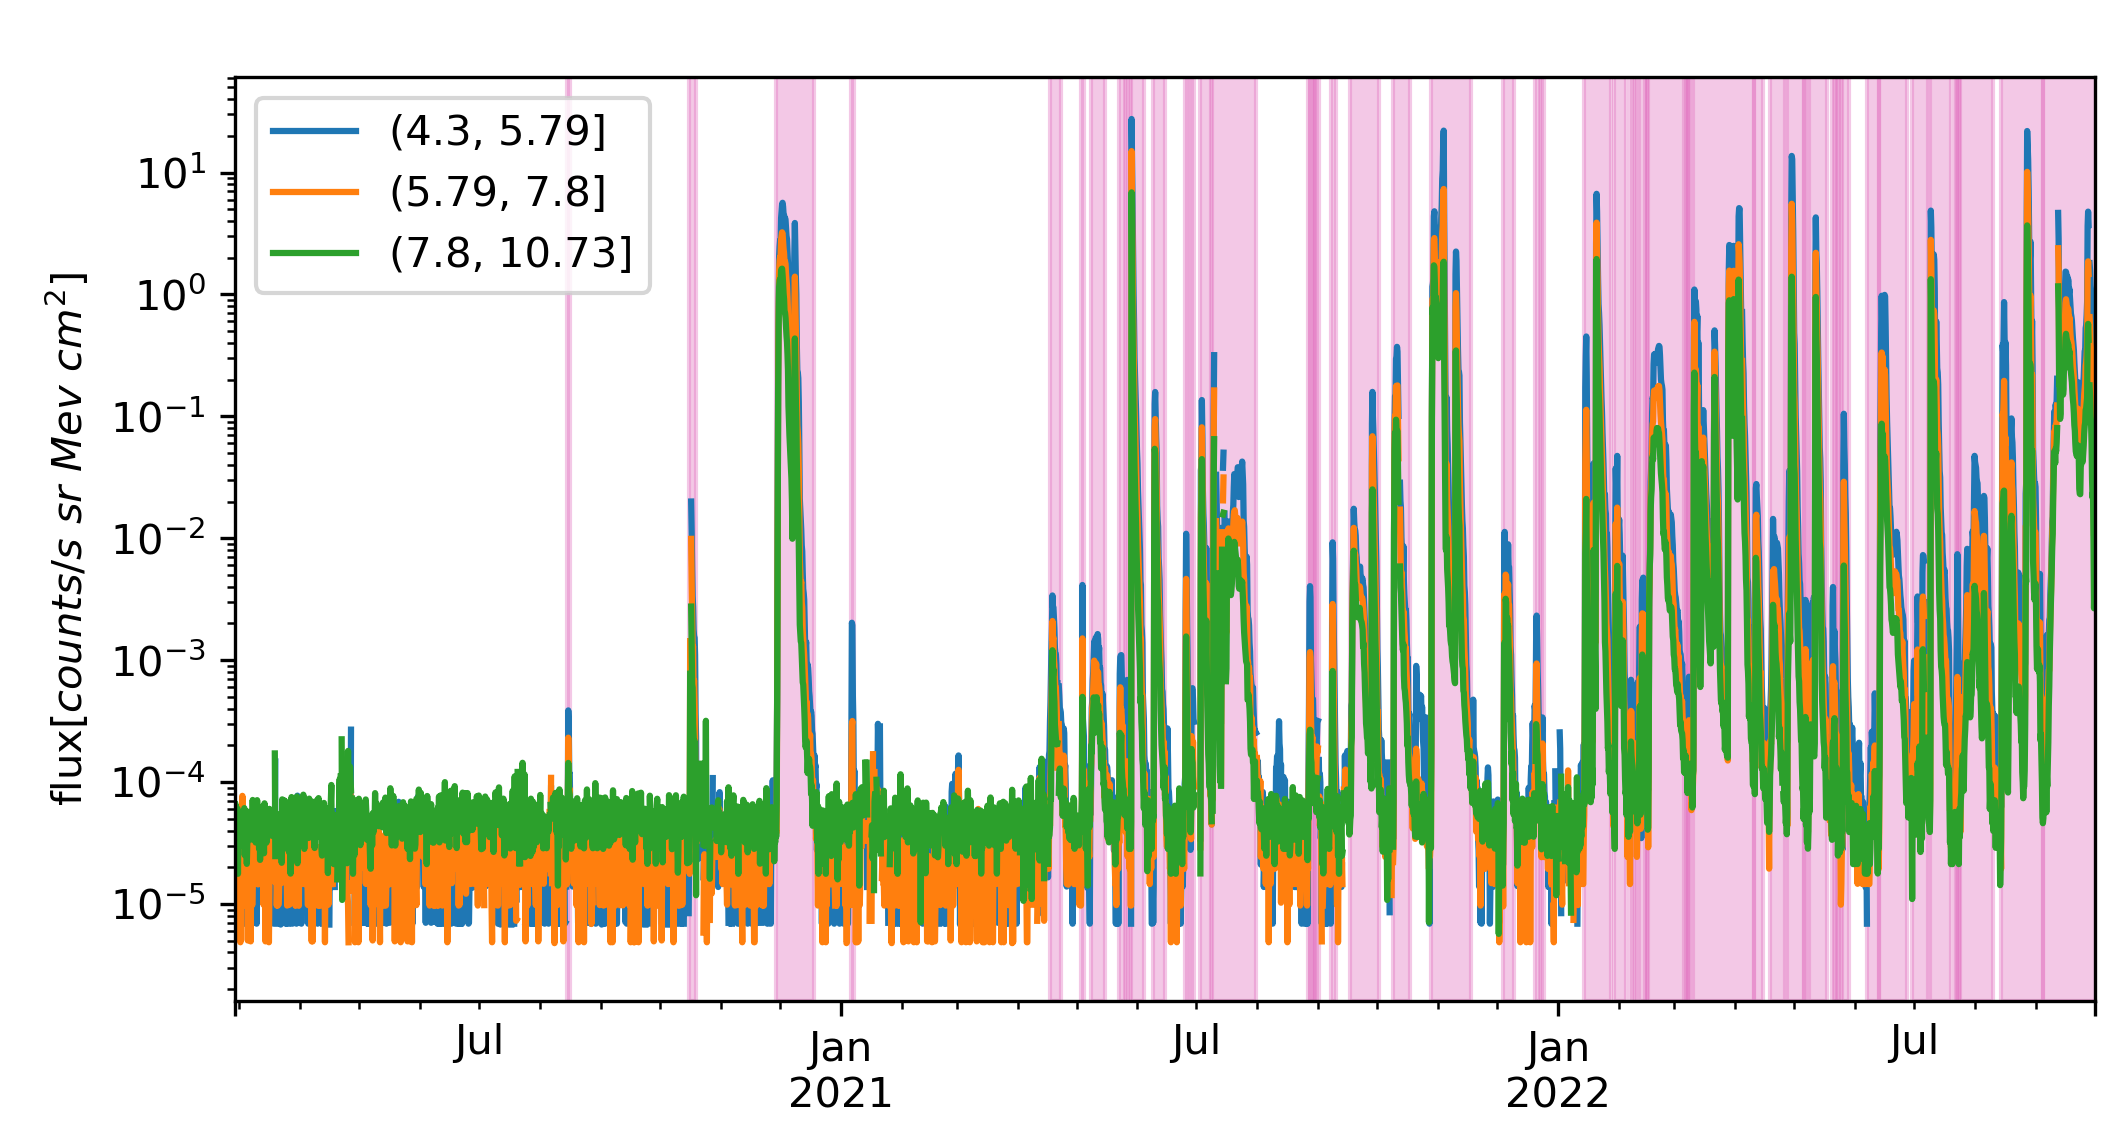 (4.3, 5.79]
(5.79, 7.8]
(7.8, 10.73]
flux[counts/s sr Mev cm²]
10¹
10⁰
10⁻¹
10⁻²
10⁻³
10⁻⁴
10⁻⁵
Jul
Jan
2021
Jul
Jan
2022
Jul